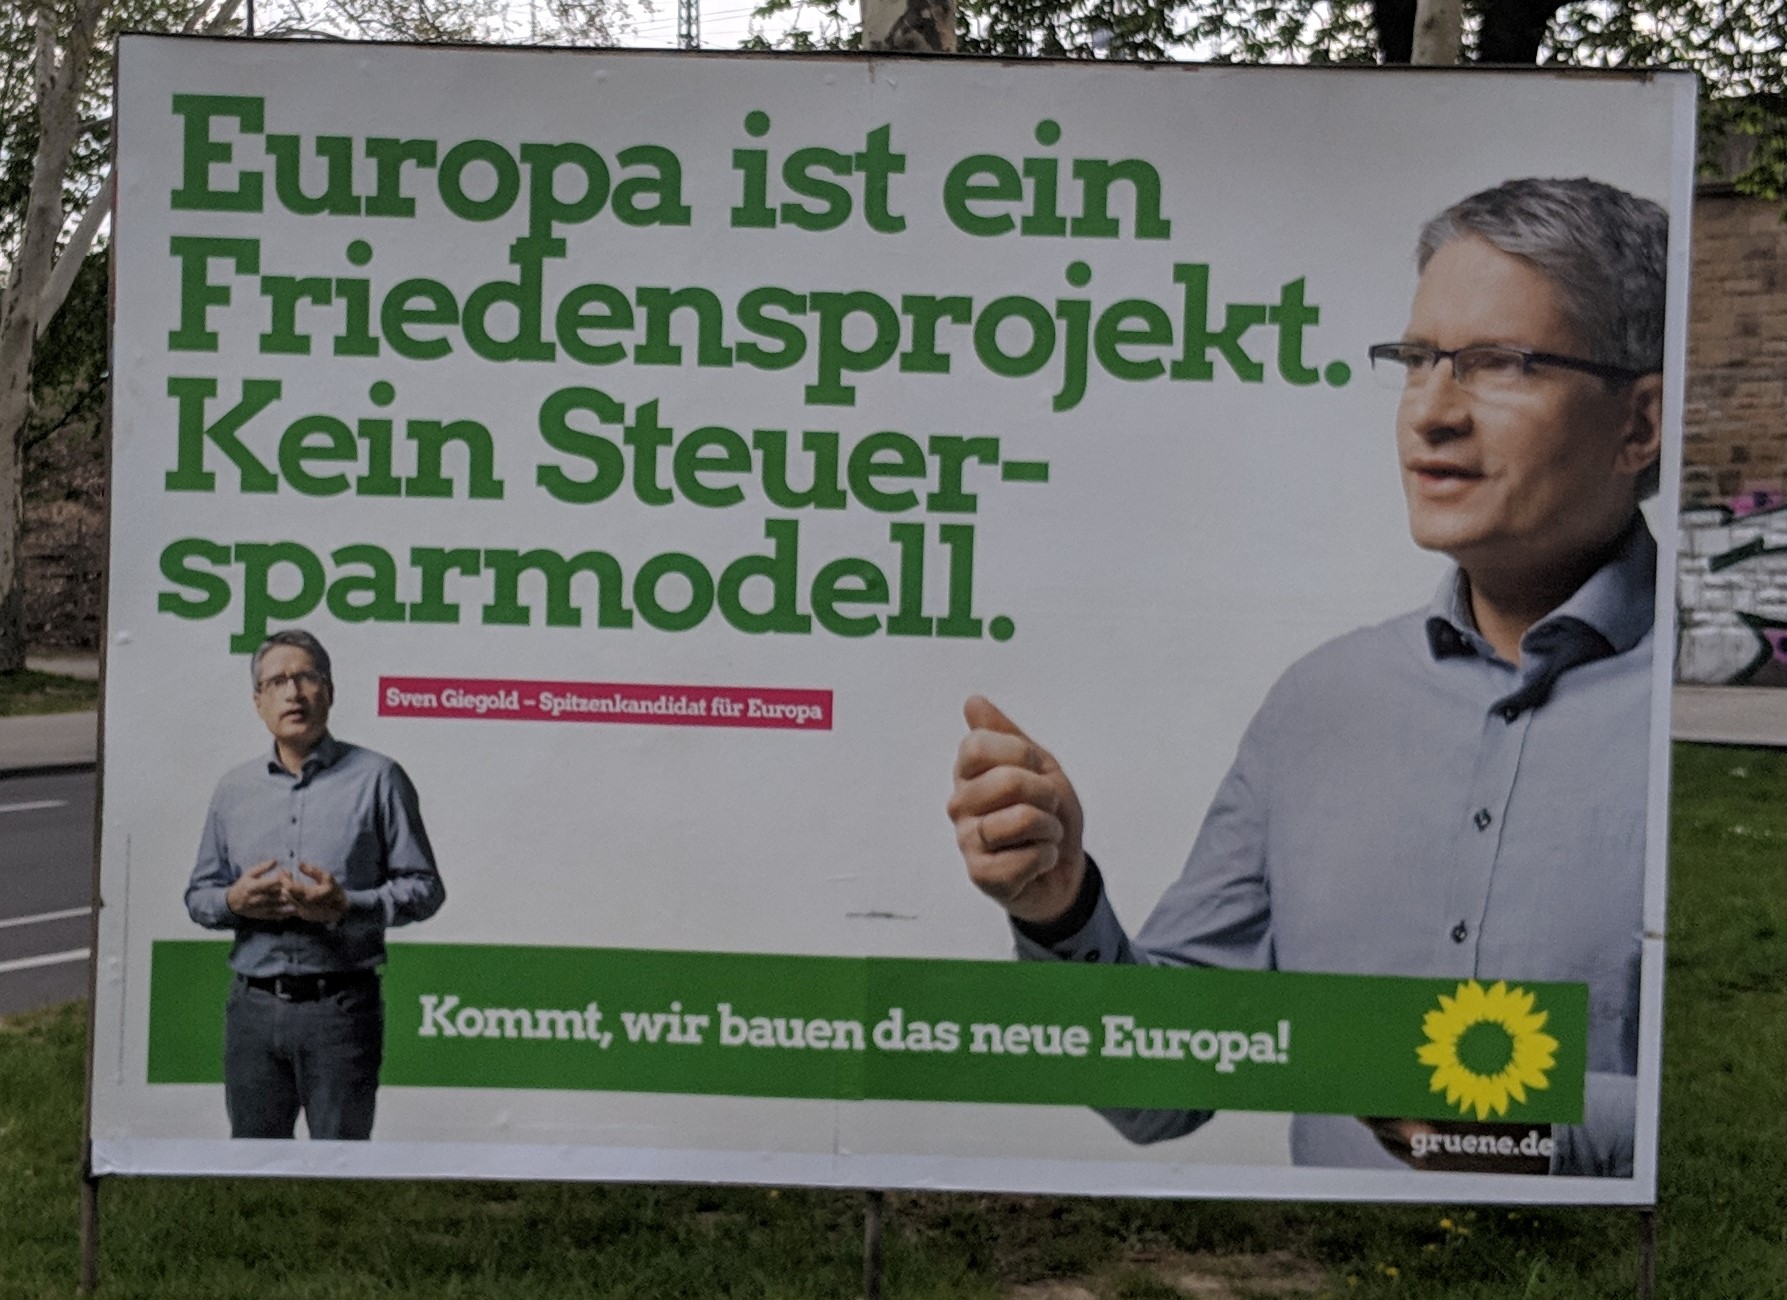 Europa ist ein
Friedensprojekt.
Kein Steuer-
sparmodell.
Sven Giegold – Spitzenkandidat für Europa
Kommt, wir bauen das neue Europa!
gruene.de